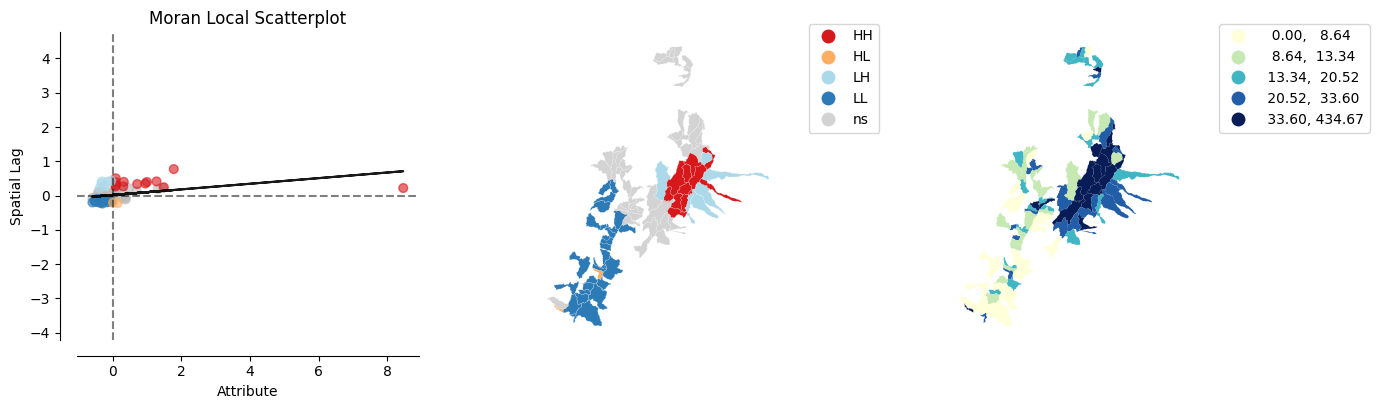 Moran Local Scatterplot
4
3
2
1
0
−1
−2
−3
−4
Spatial Lag
0 2 4 6 8
Attribute
HH
HL
LH
LL
ns
0.00, 8.64
8.64, 13.34
13.34, 20.52
20.52, 33.60
33.60, 434.67